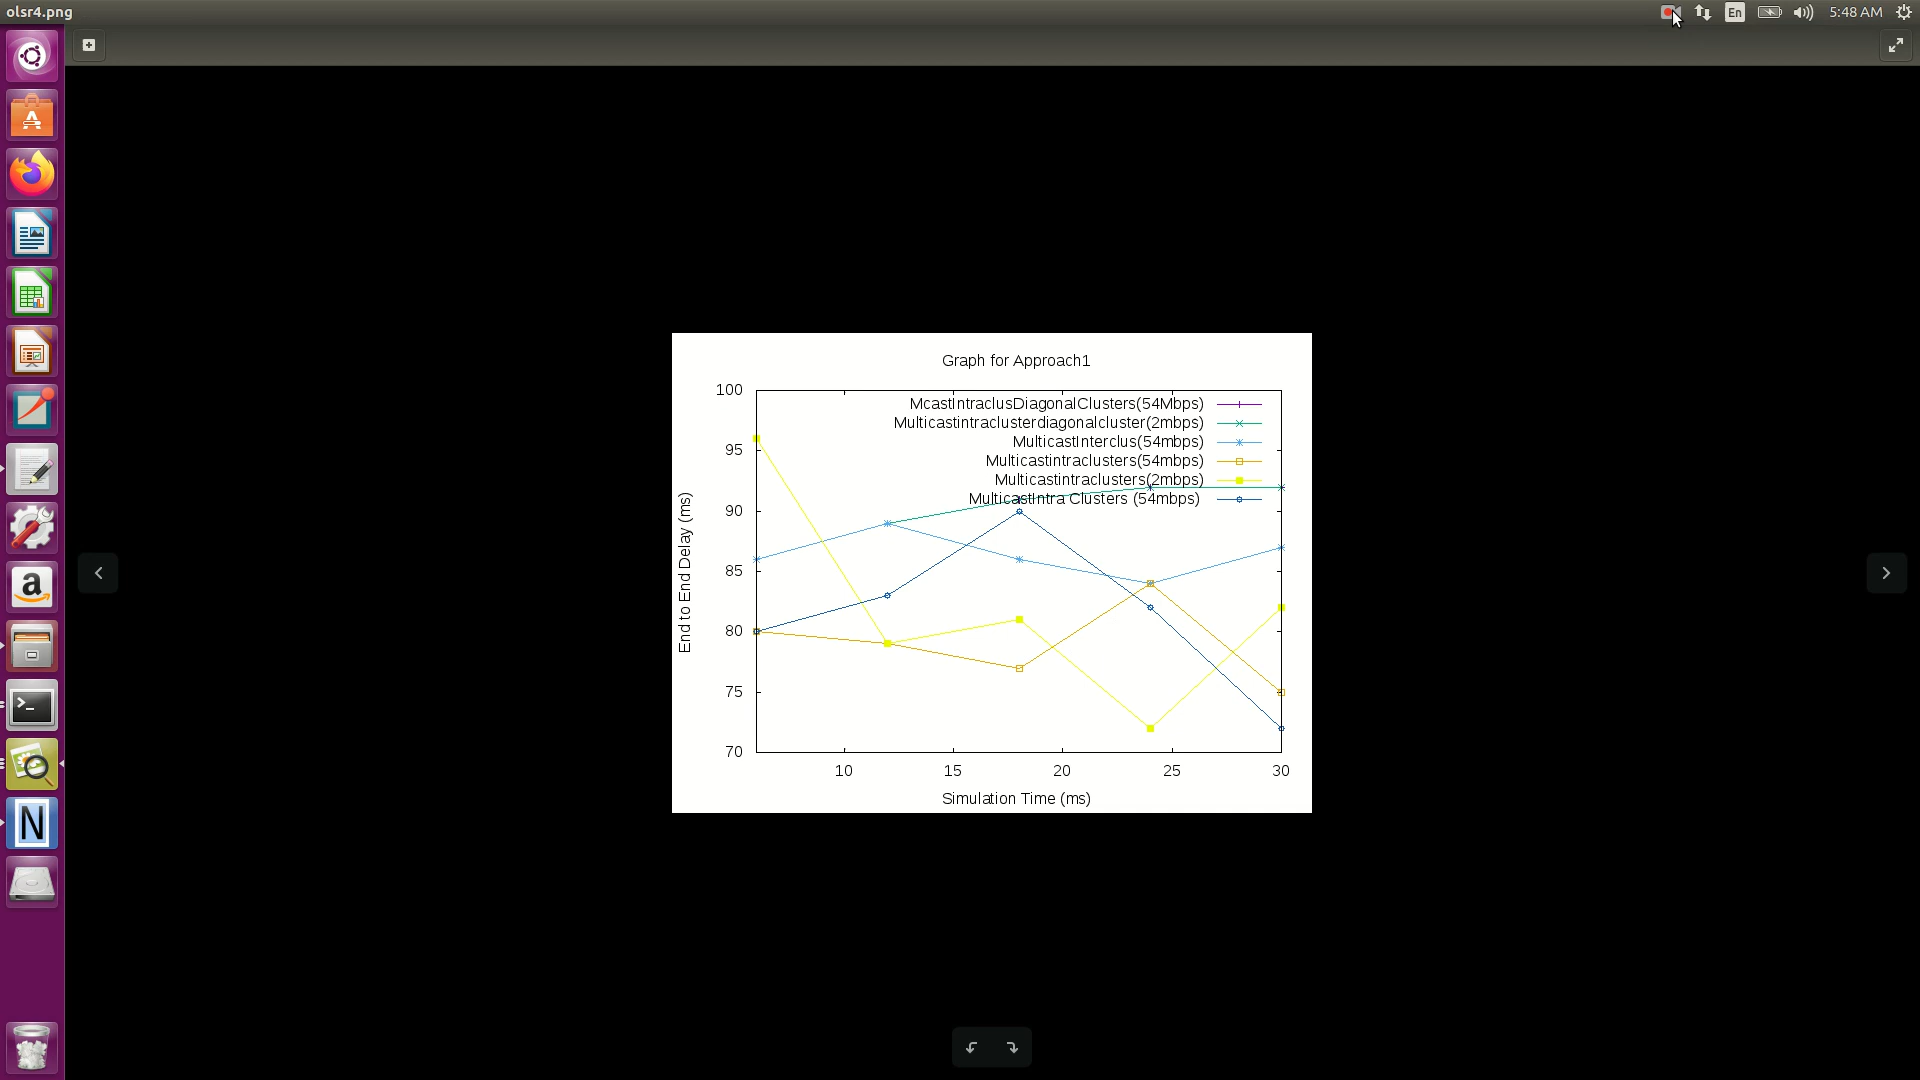 olsr4.png
En
5:48 AM
Graph for Approach1
100
95
90
85
80
75
70
End to End Delay (ms)
McastIntraclusDiagonalClusters(54Mbps)
Multicastintraclusterdiagonalcluster(2mbps)
MulticastInterclus(54mbps)
Multicastintraclusters(54mbps)
Multicastintraclusters(2mbps)
MulticastIntra Clusters (54mbps)
10
15
20
25
30
Simulation Time (ms)